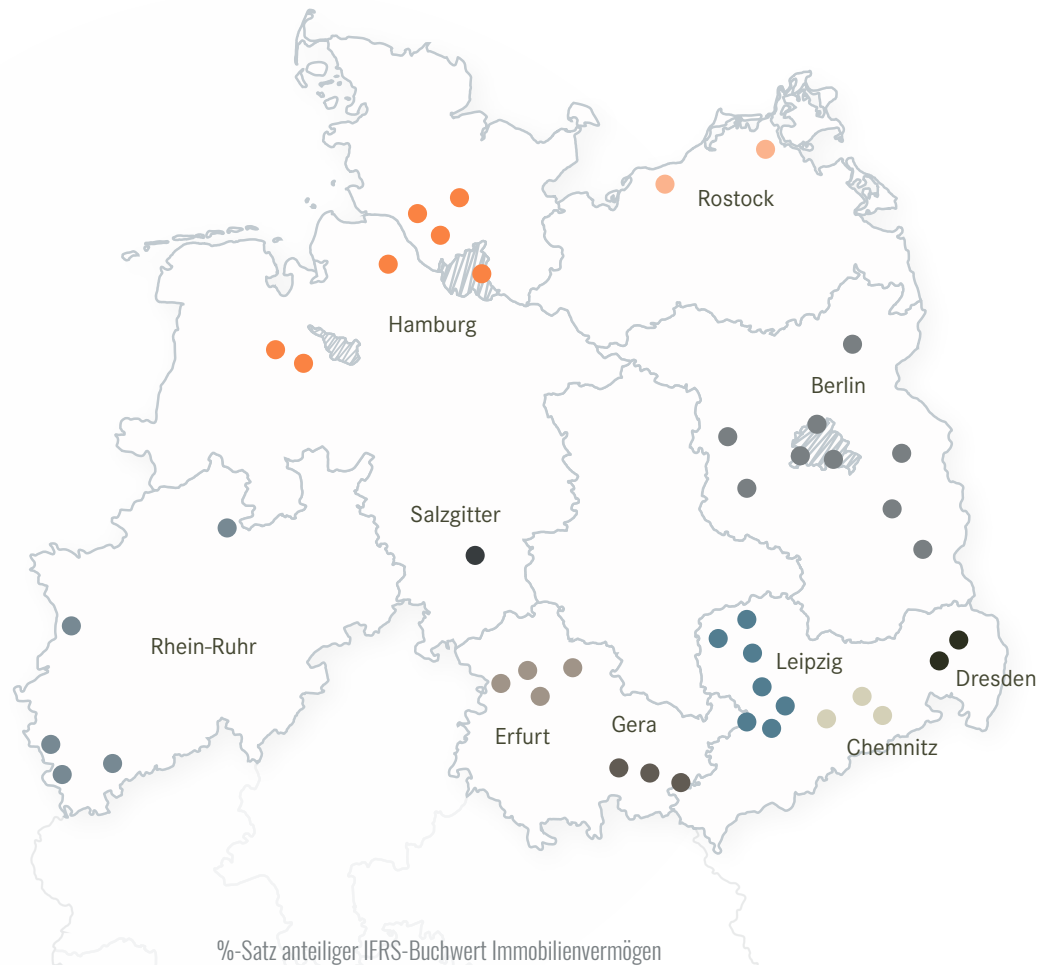 Rostock
Hamburg
Berlin
Salzgitter
Rhein-Ruhr
Leipzig
Dresden
Gera
Erfurt
Chemnitz
%-Satz anteiliger IFRS-Buchwert Immobilienvermögen